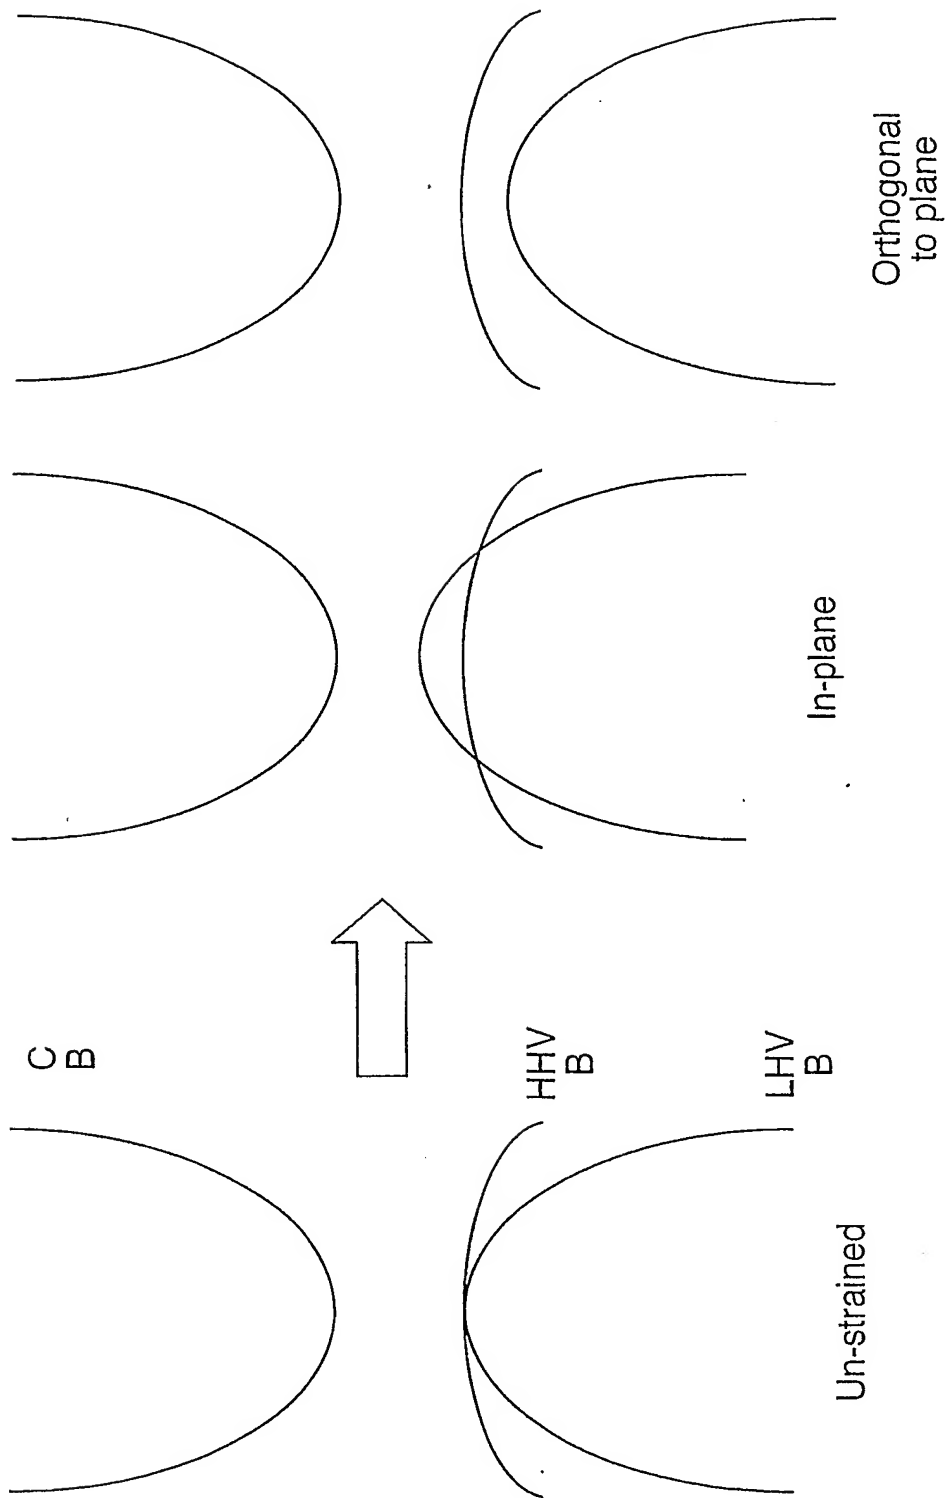 C
B
HHV
B
LHV
B
Un-strained
In-plane
Orthogonal
to plane